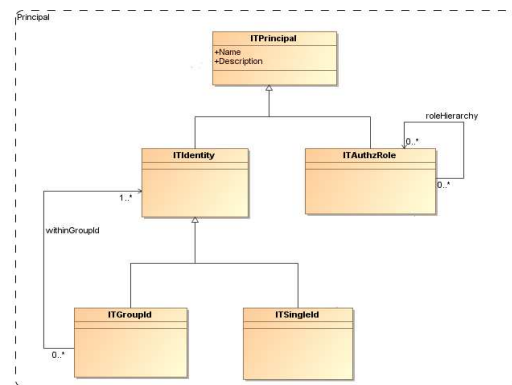 Principal
ITPrincipal
+Name
+Description
roleHierarchy
0..*
ITIdentity
ITAuthzRole
1..*
0..*
withinGroupId
ITGroupId
ITSingleId
0..*